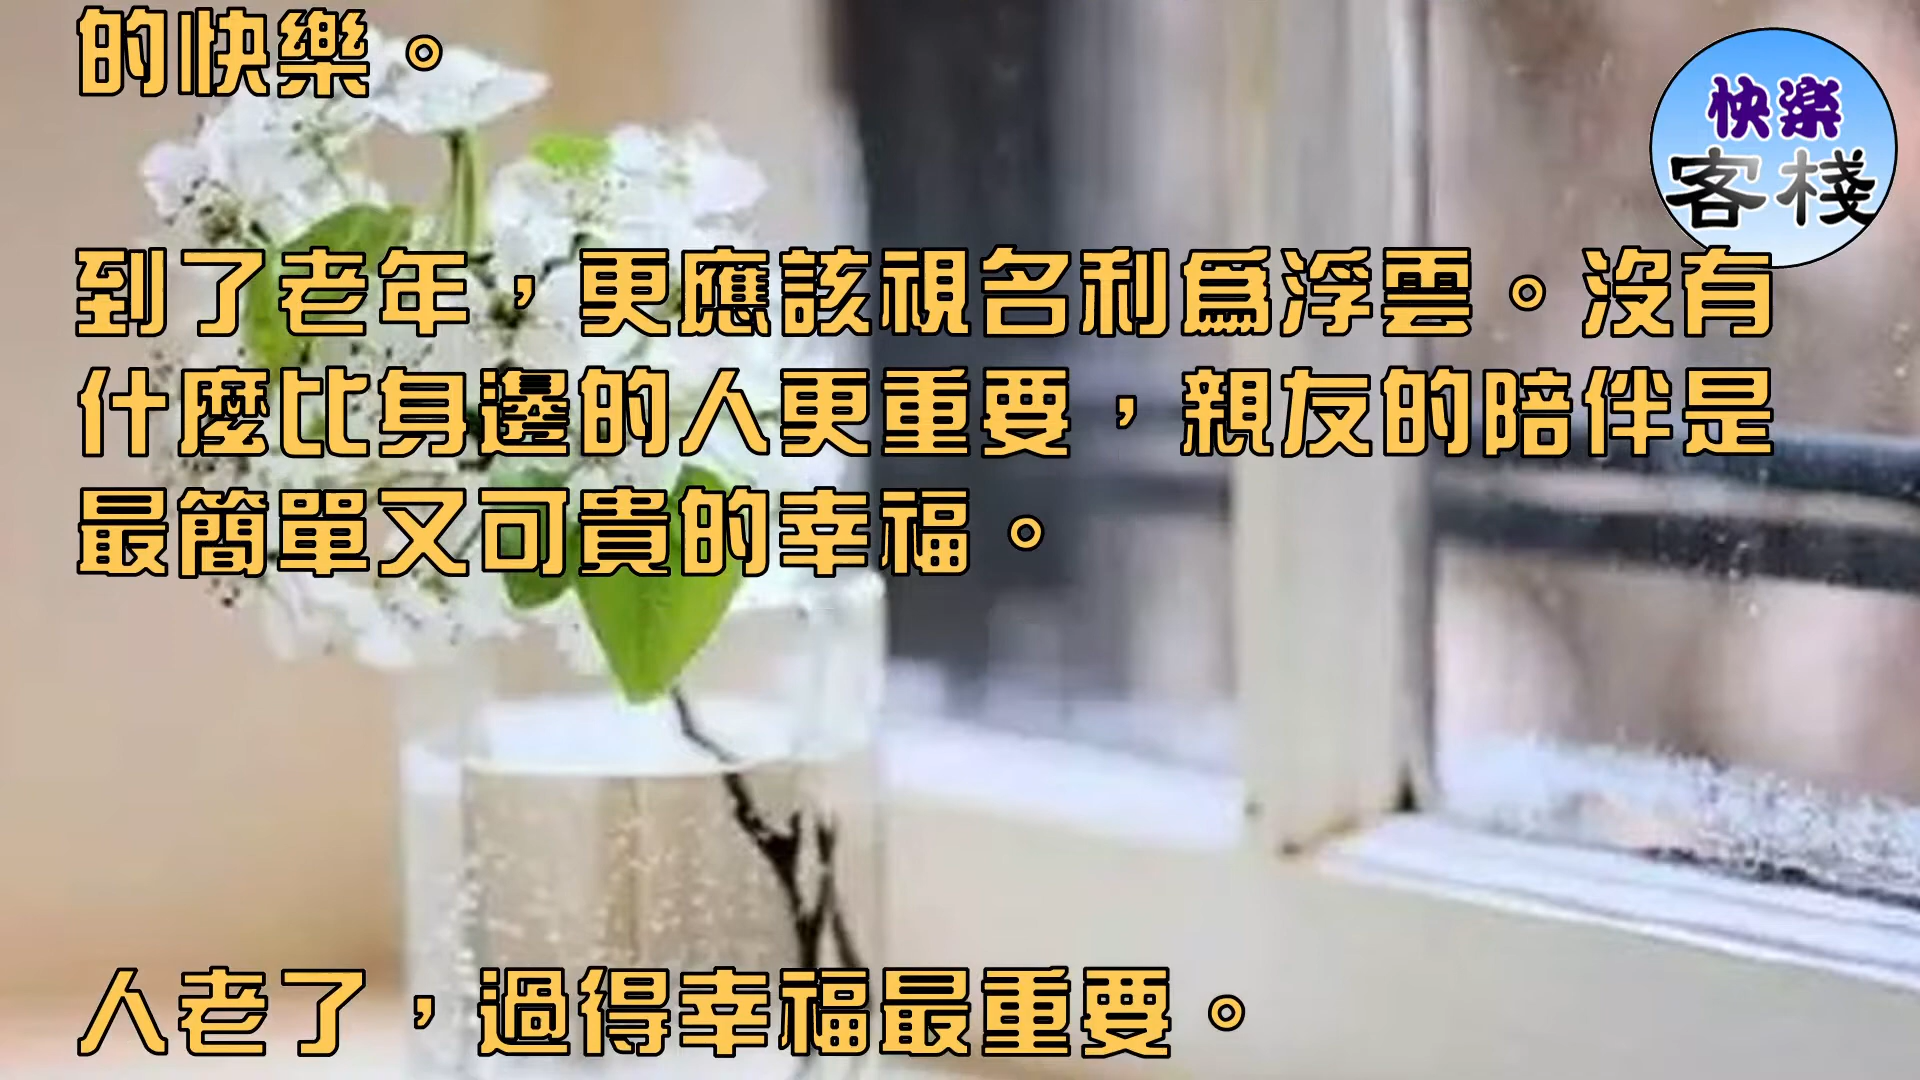 的快樂。
快樂
客棧
到了老年，更應該視名利爲浮雲。沒有
什麼比身邊的人更重要，親友的陪伴是
最簡單又可貴的幸福。
人老了，過得幸福最重要。